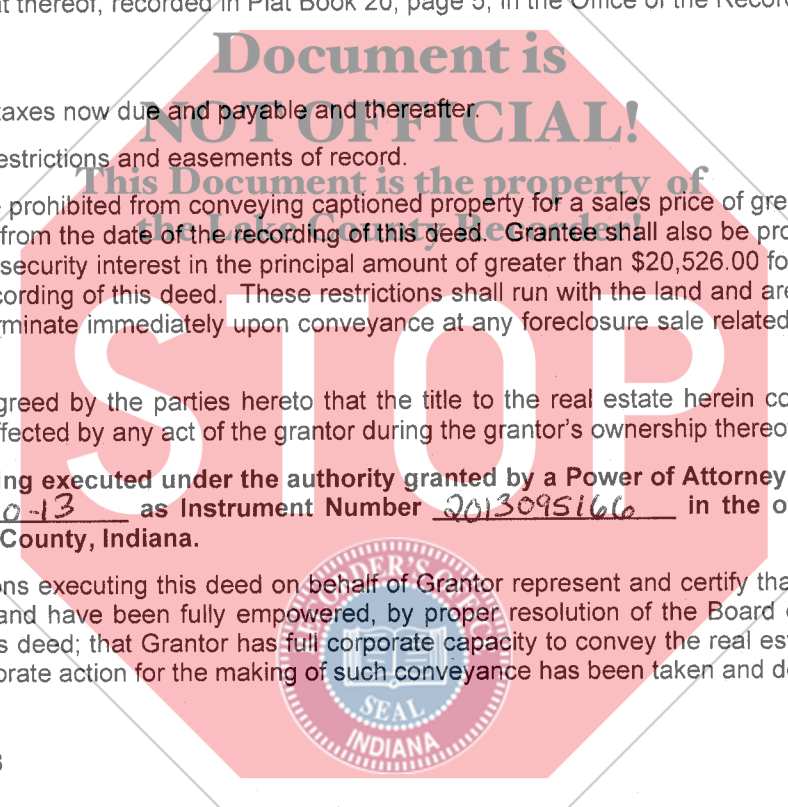 at thereof, recorded in Plat Book 20, page 5, in the Office of the Recor
Document is
taxes now due and payable and thereafter.
NOT OFFICIAL!
estrictions and easements of record.
This Document is the property of
e prohibited from conveying captioned property for a sales price of gre
the Lake County Recorder!
from the date of the recording of this deed. Grantee shall also be pro
security interest in the principal amount of greater than $20,526.00 fo
cording of this deed. These restrictions shall run with the land and are
rminate immediately upon conveyance at any foreclosure sale related
STOP
greed by the parties hereto that the title to the real estate herein co
ffected by any act of the grantor during the grantor's ownership thereo
ing executed under the authority granted by a Power of Attorney
0-13 as Instrument Number 2013095166 in the o
County, Indiana.
ons executing this deed on behalf of Grantor represent and certify tha
and have been fully empowered, by proper resolution of the Board
s deed; that Grantor has full corporate capacity to convey the real est
orate action for the making of such conveyance has been taken and d
RECORDER'S OFFICE
SEAL
INDIANA